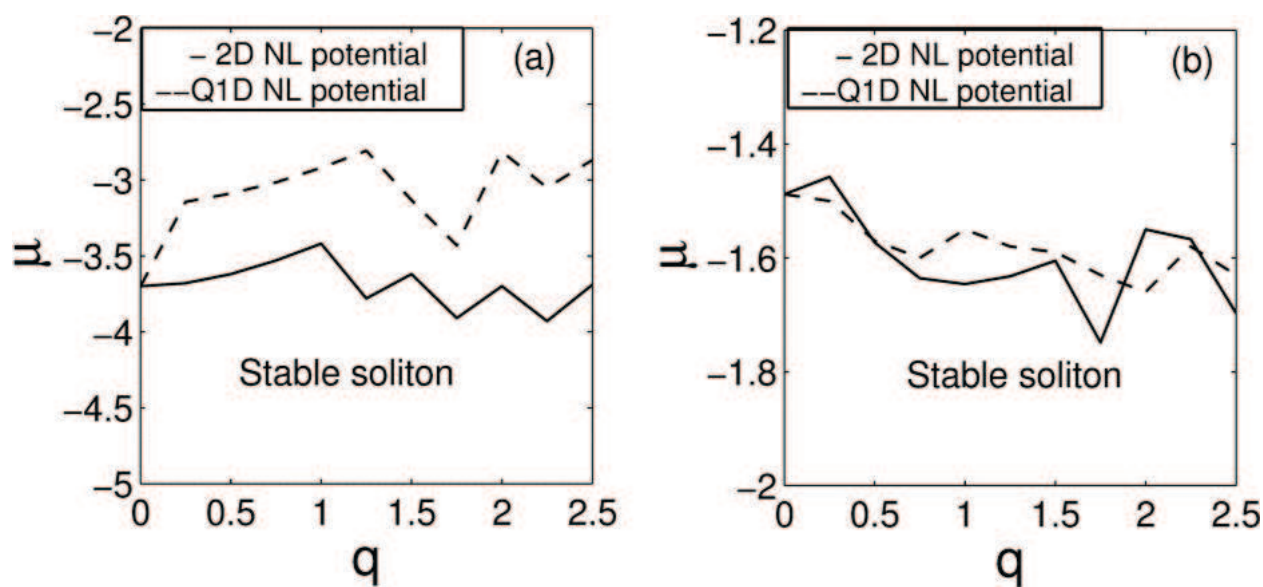 −2
−2.5
−3
−3.5
−4
−4.5
−5
μ
− 2D NL potential
−−Q1D NL potential
(a)
Stable soliton
0 0.5 1 1.5 2 2.5
q
−1.2
−1.4
−1.6
−1.8
−2
μ
− 2D NL potential
−−Q1D NL potential
(b)
Stable soliton
0 0.5 1 1.5 2 2.5
q